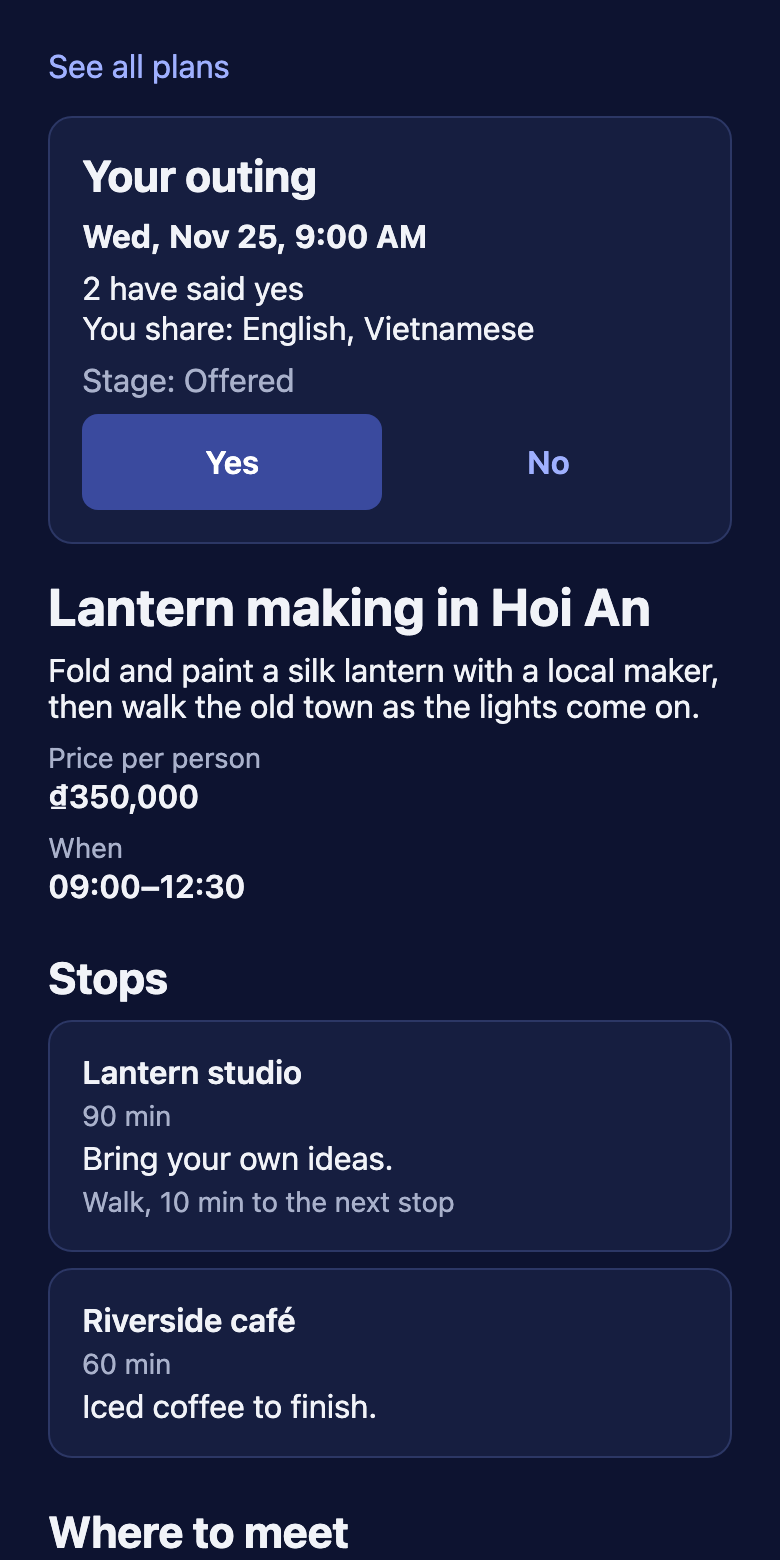 See all plans
Your outing
Wed, Nov 25, 9:00 AM
2 have said yes
You share: English, Vietnamese
Stage: Offered
Yes
No
Lantern making in Hoi An
Fold and paint a silk lantern with a local maker,
then walk the old town as the lights come on.
Price per person
₫350,000
When
09:00–12:30
Stops
Lantern studio
90 min
Bring your own ideas.
Walk, 10 min to the next stop
Riverside café
60 min
Iced coffee to finish.
Where to meet